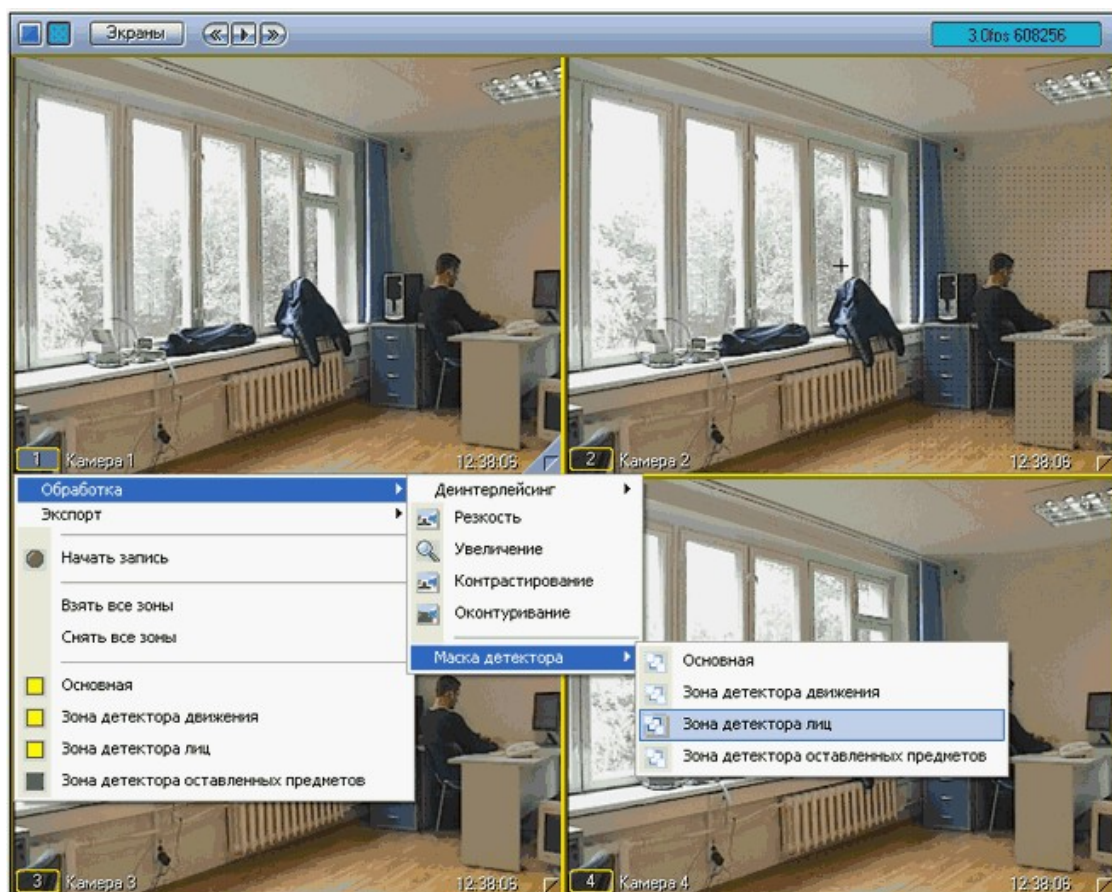 Экраны
3.0fps 608256
1 Камера 1 12:38:06
2 Камера 2 12:38:06
Обработка
Экспорт
Начать запись
Взять все зоны
Снять все зоны
Основная
Зона детектора движения
Зона детектора лиц
Зона детектора оставленных предметов
Деинтерлейсинг
Резкость
Увеличение
Контрастирование
Оконтуривание
Маска детектора
Основная
Зона детектора движения
Зона детектора лиц
Зона детектора оставленных предметов
3 Камера 3 12:38:06
4 Камера 4 12:38:06